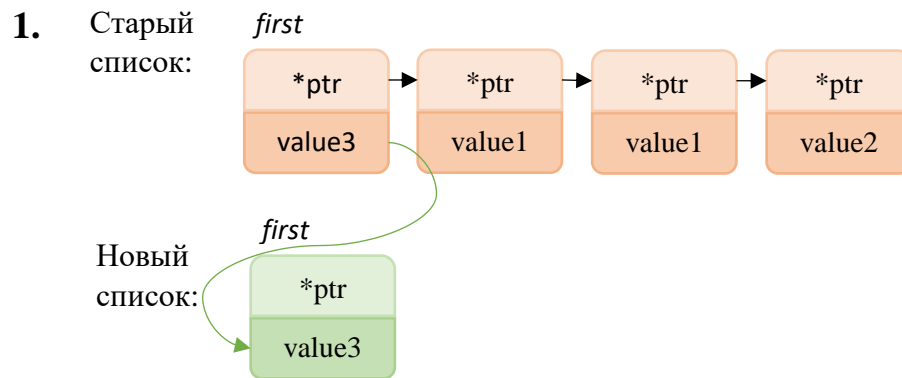 1. Старый список:
first
*ptr *ptr *ptr *ptr
value3 value1 value1 value2
Новый список:
first
*ptr
value3